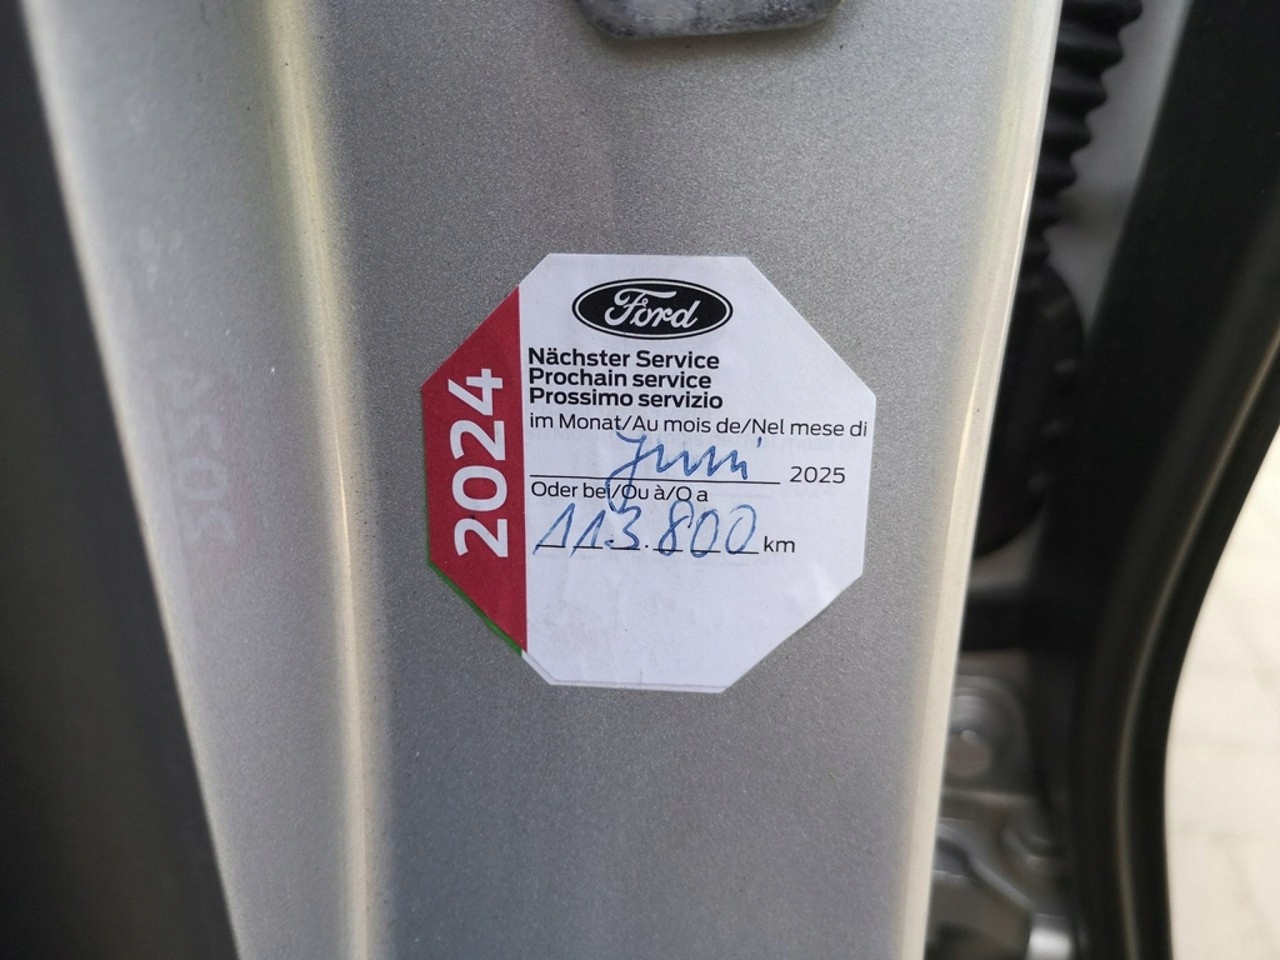 Ford
Nächster Service
Prochain service
Prossimo servizio
im Monat/Au mois de/Nel mese di
Juni 2025
Oder bei/Ou à/O a
113.800 km
2024